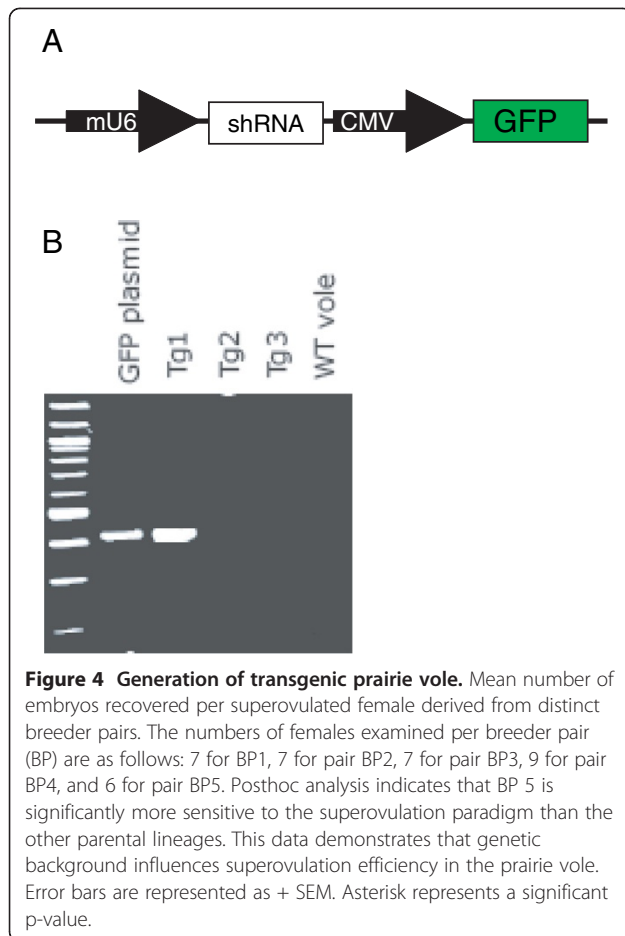 A
mU6 shRNA CMV GFP
B
GFP plasmid
Tg1
Tg2
Tg3
WT vole
Figure 4 Generation of transgenic prairie vole. Mean number of
embryos recovered per superovulated female derived from distinct
breeder pairs. The numbers of females examined per breeder pair
(BP) are as follows: 7 for BP1, 7 for pair BP2, 7 for pair BP3, 9 for pair
BP4, and 6 for pair BP5. Posthoc analysis indicates that BP 5 is
significantly more sensitive to the superovulation paradigm than the
other parental lineages. This data demonstrates that genetic
background influences superovulation efficiency in the prairie vole.
Error bars are represented as + SEM. Asterisk represents a significant
p-value.